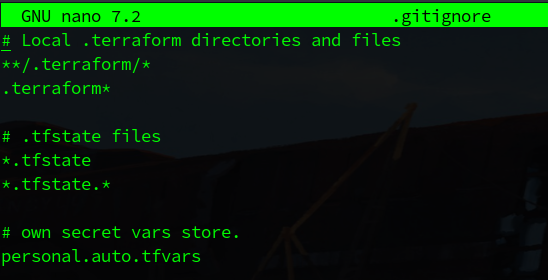 GNU nano 7.2 .gitignore
# Local .terraform directories and files
**/.terraform/*
.terraform*
# .tfstate files
*.tfstate
*.tfstate.*
# own secret vars store.
personal.auto.tfvars